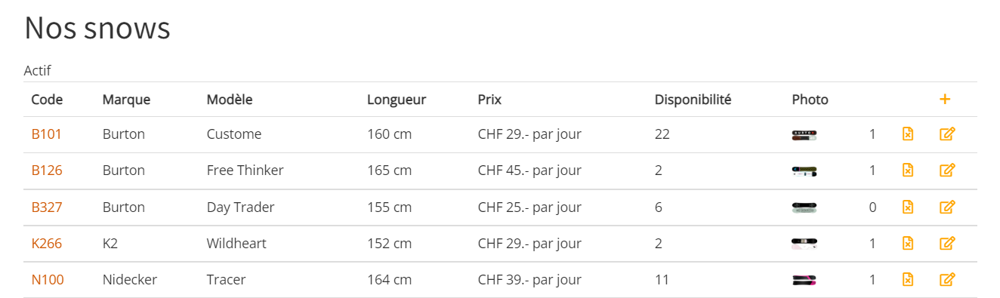 Nos snows
Actif
Code Marque Modèle Longueur Prix Disponibilité Photo +
B101 Burton Custome 160 cm CHF 29.- par jour 22 1
B126 Burton Free Thinker 165 cm CHF 45.- par jour 2 1
B327 Burton Day Trader 155 cm CHF 25.- par jour 6 0
K266 K2 Wildheart 152 cm CHF 29.- par jour 2 1
N100 Nidecker Tracer 164 cm CHF 39.- par jour 11 1